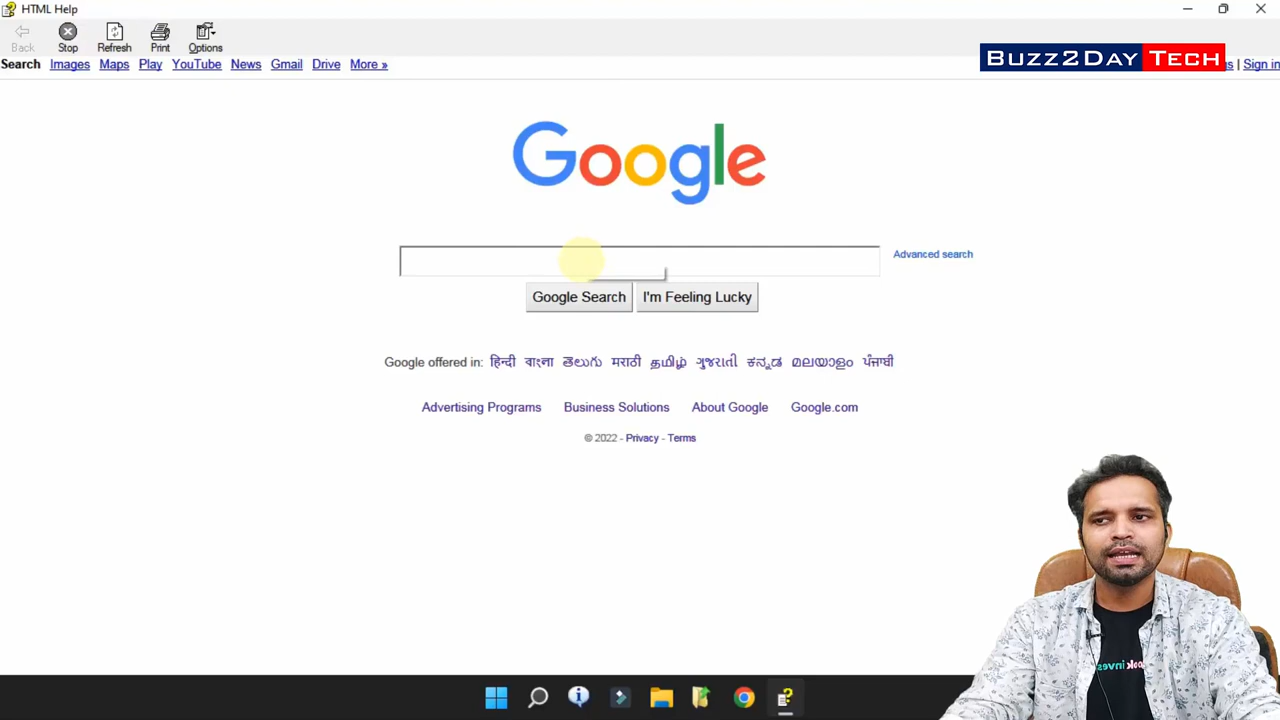 HTML Help
Back Stop Refresh Print Options
Search Images Maps Play YouTube News Gmail Drive More »
Sign in
BUZZ2DAY TECH
Google
Advanced search
Google Search I'm Feeling Lucky
Google offered in: हिन्दी বাংলা తెలుగు मराठी தமிழ் ગુજરાતી ಕನ್ನಡ മലയാളം ਪੰਜਾਬੀ
Advertising Programs Business Solutions About Google Google.com
© 2022 - Privacy - Terms